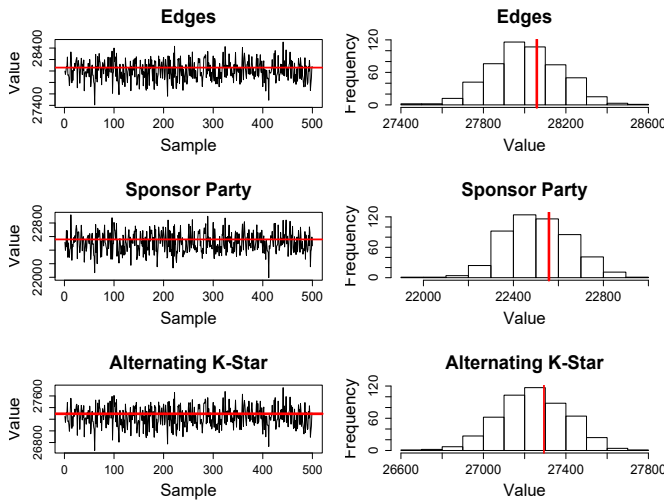 Edges
Edges
Value
27400 28400
0 100 200 300 400 500
Sample
Frequency
0 60 120
27400 27800 28200 28600
Value
Sponsor Party
Sponsor Party
Value
22000 22800
0 100 200 300 400 500
Sample
Frequency
0 60 120
22000 22400 22800
Value
Alternating K-Star
Alternating K-Star
Value
26800 27600
0 100 200 300 400 500
Sample
Frequency
0 60 120
26600 27000 27400 27800
Value